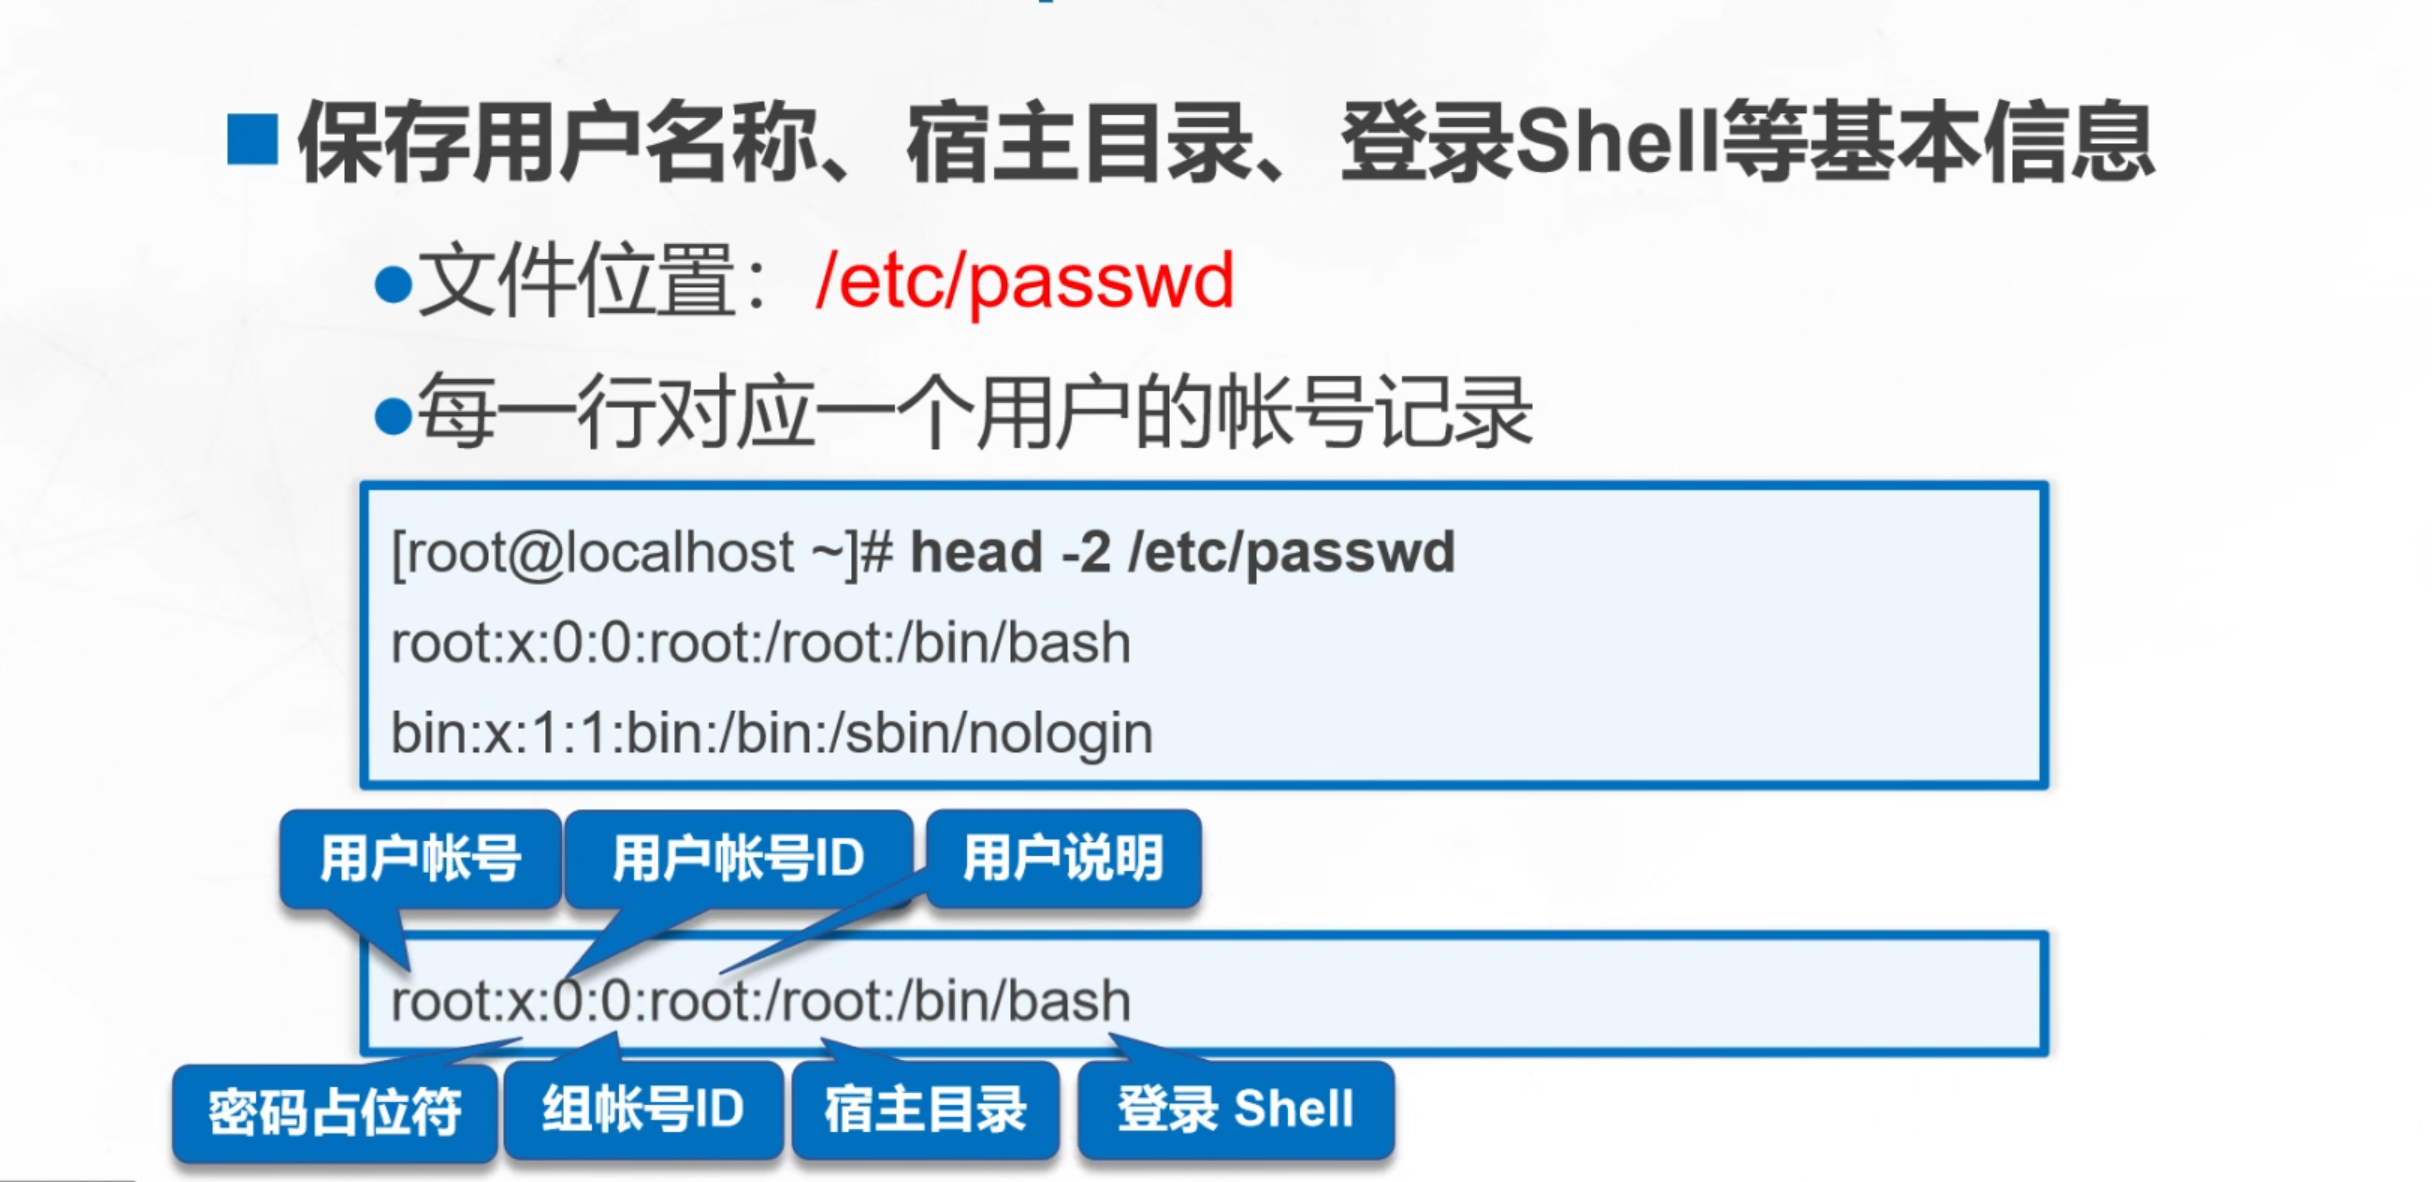 保存用户名称、宿主目录、登录Shell等基本信息
文件位置：/etc/passwd
每一行对应一个用户的帐号记录
[root@localhost ~]# head -2 /etc/passwd
root:x:0:0:root:/root:/bin/bash
bin:x:1:1:bin:/bin:/sbin/nologin
用户帐号 用户帐号ID 用户说明
root:x:0:0:root:/root:/bin/bash
密码占位符 组帐号ID 宿主目录 登录 Shell